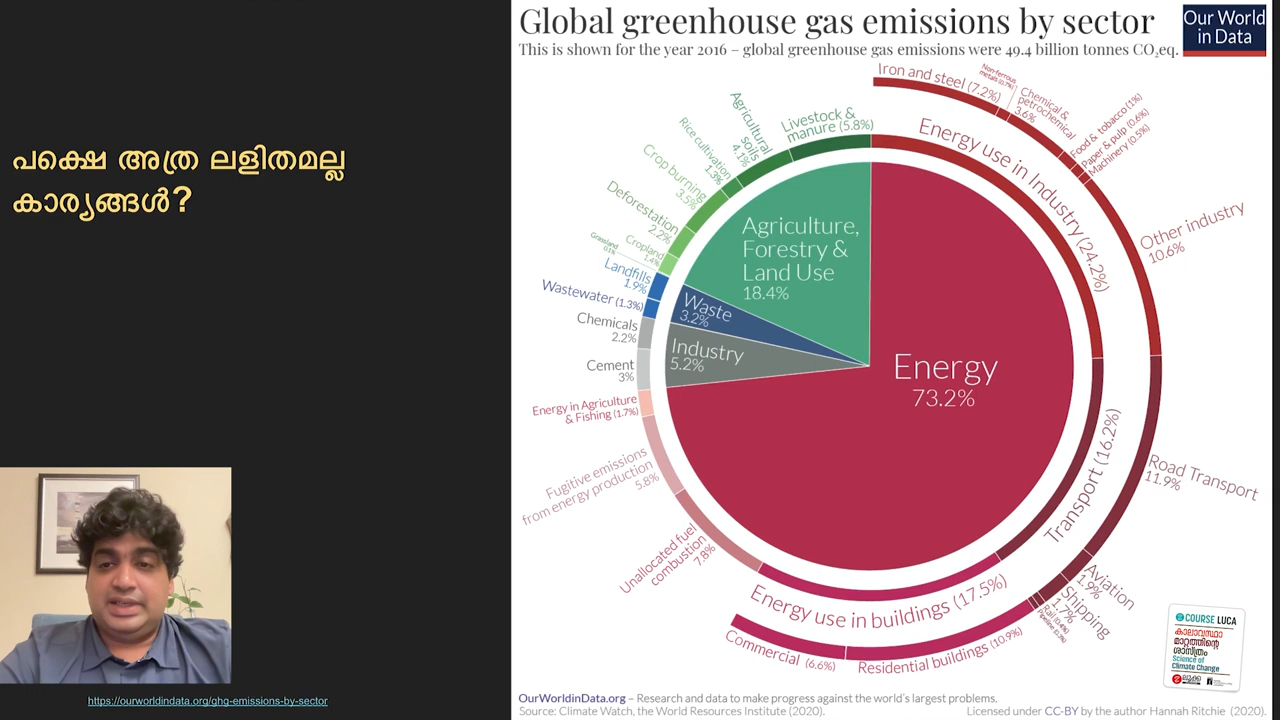 Global greenhouse gas emissions by sector
Our World
in Data
This is shown for the year 2016 – global greenhouse gas emissions were 49.4 billion tonnes CO₂eq.
പക്ഷെ അത്ര ലളിതമല്ല
കാര്യങ്ങൾ?
Iron and steel (7.2%)
Non-ferrous
metals (0.7%)
Chemical &
petrochemical
3.6%
Food & tobacco (1%)
Paper & pulp (0.6%)
Machinery (0.5%)
Other industry
10.6%
Energy use in Industry (24.2%)
Livestock &
manure (5.8%)
Agricultural
soils
4.1%
Rice cultivation
1.3%
Crop burning
3.5%
Deforestation
2.2%
Cropland
1.4%
Grassland
0.1%
Landfills
1.9%
Wastewater (1.3%)
Chemicals
2.2%
Cement
3%
Energy in Agriculture
& Fishing (1.7%)
Fugitive emissions
from energy production
5.8%
Unallocated fuel
combustion
7.8%
Agriculture,
Forestry &
Land Use
18.4%
Waste
3.2%
Industry
5.2%
Energy
73.2%
Transport (16.2%)
Road Transport
11.9%
Aviation
1.9%
Shipping
1.7%
Rail (0.4%)
Energy use in buildings (17.5%)
Commercial (6.6%)
Residential buildings (10.9%)
COURSE LUCA
കാലാവസ്ഥാ
മാറ്റത്തിന്റെ
ശാസ്ത്രം
Science of
Climate Change
ലൂക്ക
https://ourworldindata.org/ghg-emissions-by-sector
OurWorldinData.org – Research and data to make progress against the world's largest problems.
Source: Climate Watch, the World Resources Institute (2020).
Licensed under CC-BY by the author Hannah Ritchie (2020).